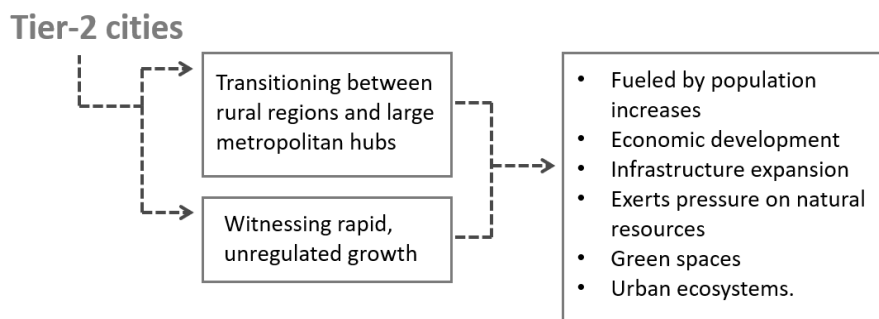 Tier-2 cities
Transitioning between
rural regions and large
metropolitan hubs
Witnessing rapid,
unregulated growth
• Fueled by population
increases
• Economic development
• Infrastructure expansion
• Exerts pressure on natural
resources
• Green spaces
• Urban ecosystems.